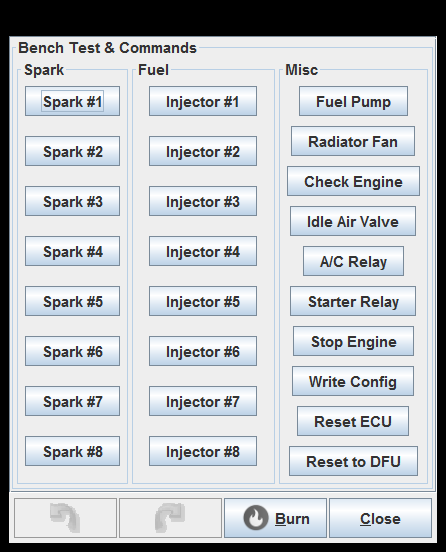 Bench Test & Commands
Spark
Spark #1
Spark #2
Spark #3
Spark #4
Spark #5
Spark #6
Spark #7
Spark #8
Fuel
Injector #1
Injector #2
Injector #3
Injector #4
Injector #5
Injector #6
Injector #7
Injector #8
Misc
Fuel Pump
Radiator Fan
Check Engine
Idle Air Valve
A/C Relay
Starter Relay
Stop Engine
Write Config
Reset ECU
Reset to DFU
Burn
Close